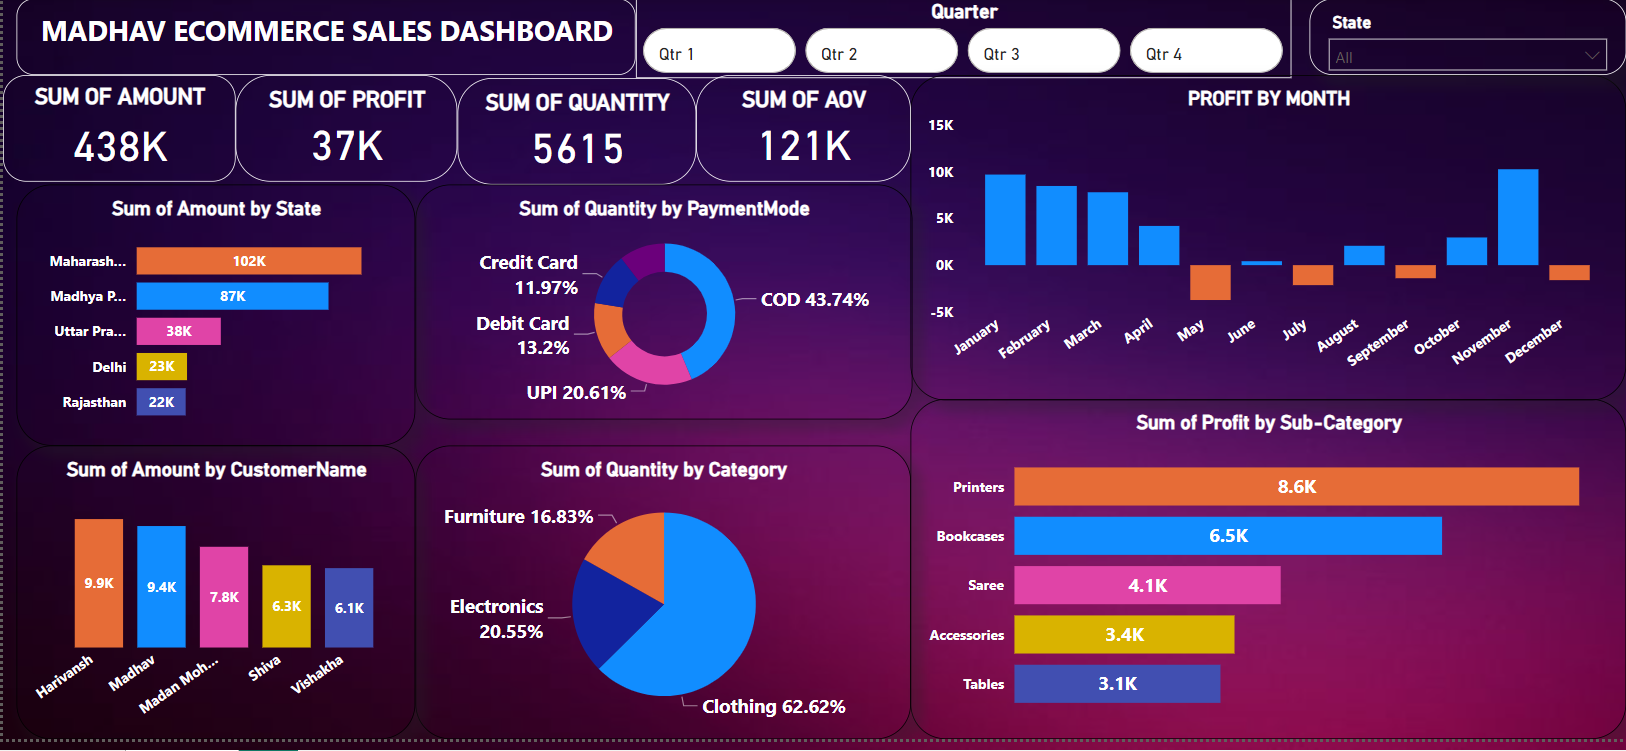 MADHAV ECOMMERCE SALES DASHBOARD
Quarter
Qtr 1
Qtr 2
Qtr 3
Qtr 4
State
All
SUM OF AMOUNT
438K
SUM OF PROFIT
37K
SUM OF QUANTITY
5615
SUM OF AOV
121K
PROFIT BY MONTH
15K
10K
5K
0K
-5K
January
February
March
April
May
June
July
August
September
October
November
December
Sum of Amount by State
Maharash...
102K
Madhya P...
87K
Uttar Pra...
38K
Delhi
23K
Rajasthan
22K
Sum of Quantity by PaymentMode
Credit Card
11.97%
Debit Card
13.2%
UPI 20.61%
COD 43.74%
Sum of Amount by CustomerName
9.9K
9.4K
7.8K
6.3K
6.1K
Harivansh
Madhav
Madan Moh...
Shiva
Vishakha
Sum of Quantity by Category
Furniture 16.83%
Electronics
20.55%
Clothing 62.62%
Sum of Profit by Sub-Category
Printers
8.6K
Bookcases
6.5K
Saree
4.1K
Accessories
3.4K
Tables
3.1K